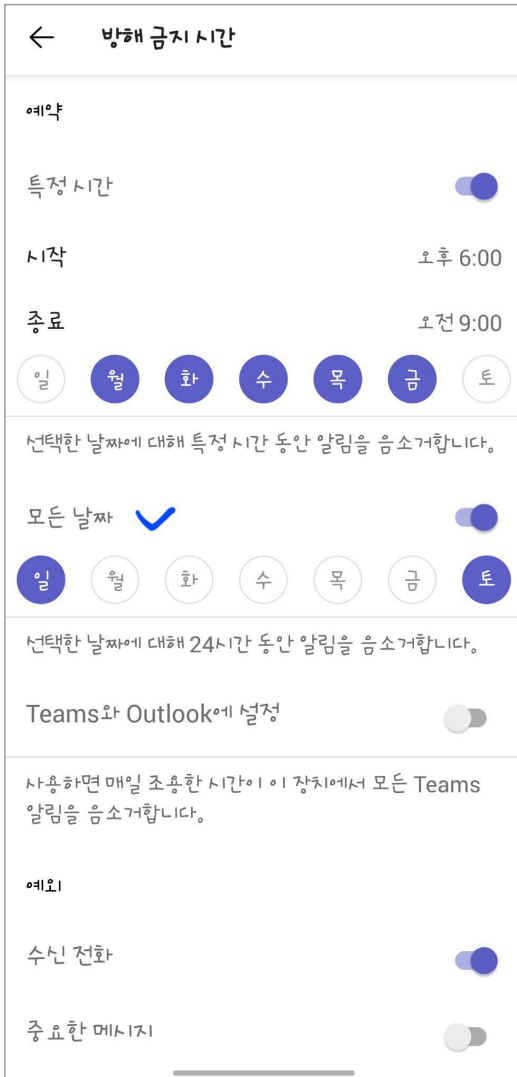 방해 금지 시간
예약
특정 시간
시작 오후 6:00
종료 오전 9:00
일 월 화 수 목 금 토
선택한 날짜에 대해 특정 시간 동안 알림을 음소거합니다.
모든 날짜
일 월 화 수 목 금 토
선택한 날짜에 대해 24시간 동안 알림을 음소거합니다.
Teams와 Outlook에 설정
사용하면 매일 조용한 시간이 이 장치에서 모든 Teams
알림을 음소거합니다.
예외
수신 전화
중요한 메시지